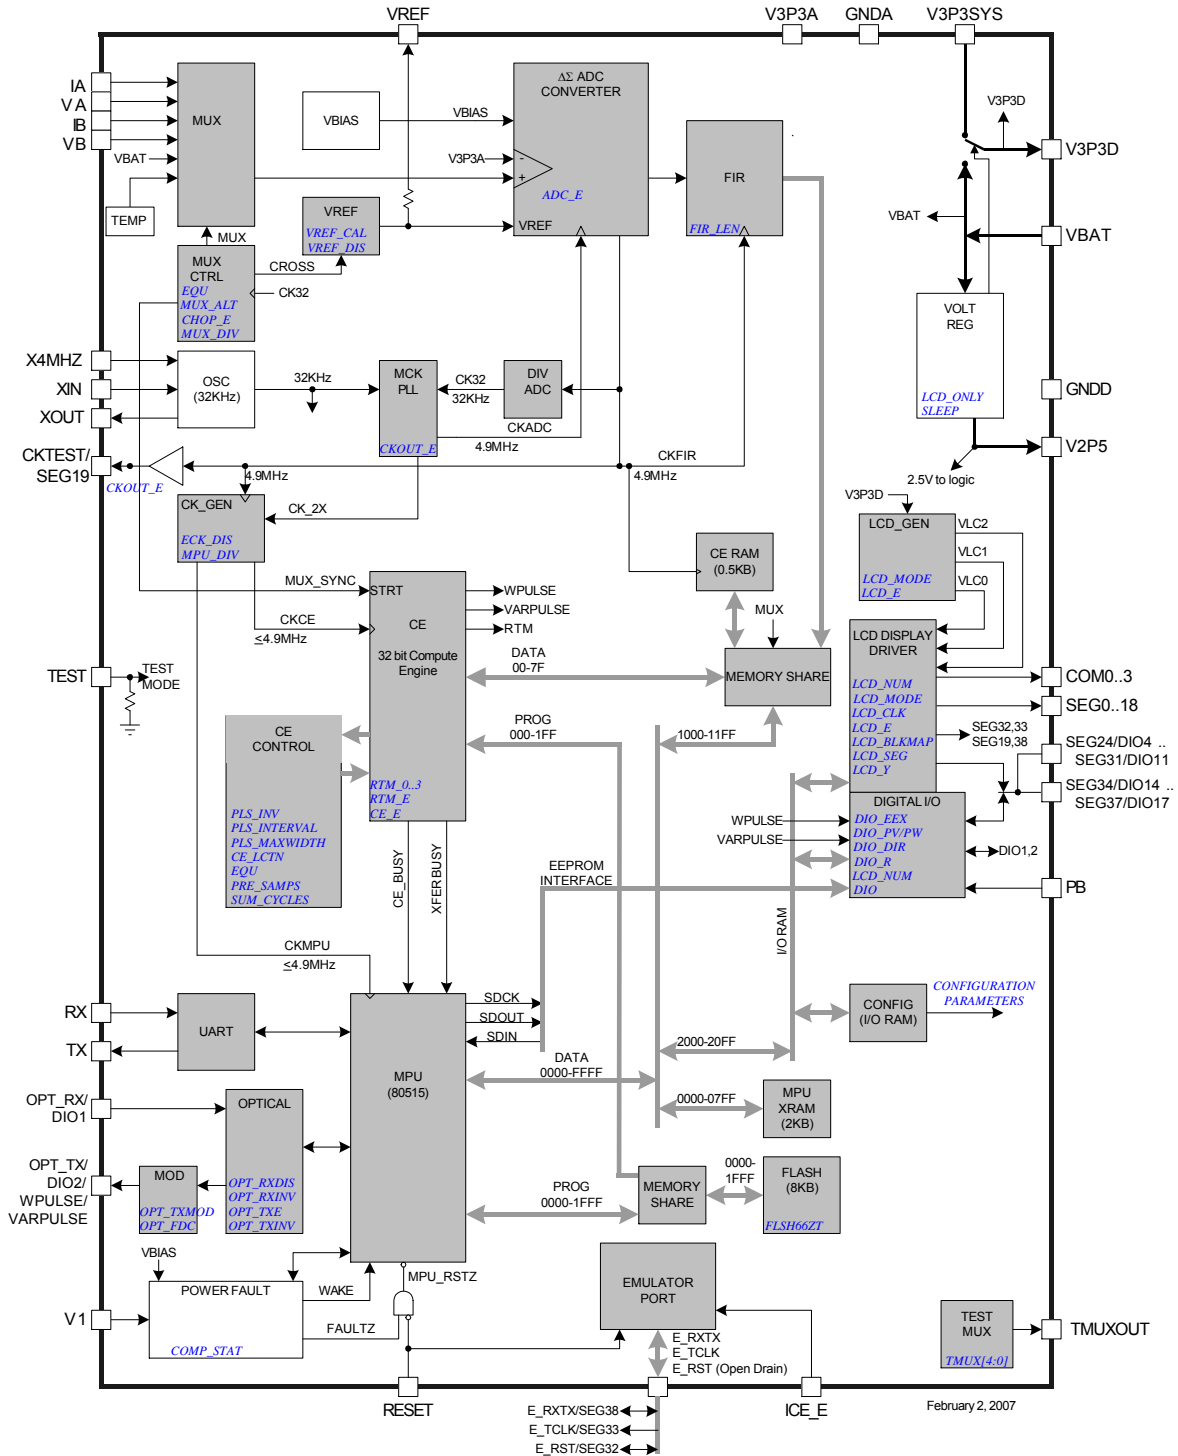 VREF
V3P3A
GNDA
V3P3SYS
IA
VA
IB
VB
VBAT
TEMP
MUX
VBIAS
VBIAS
ΔΣ ADC
CONVERTER
V3P3A
-
+
ADC_E
VREF
FIR
FIR_LEN
V3P3D
V3P3D
VBAT
VBAT
VREF
VREF_CAL
VREF_DIS
MUX
MUX
CTRL
EQU
MUX_ALT
CHOP_E
MUX_DIV
CROSS
CK32
VOLT
REG
LCD_ONLY
SLEEP
GNDD
V2P5
2.5V to logic
X4MHZ
XIN
XOUT
OSC
(32KHz)
32KHz
MCK
PLL
CKOUT_E
CK32
32KHz
DIV
ADC
CKADC
4.9MHz
CKFIR
4.9MHz
CKTEST/
SEG19
CKOUT_E
4.9MHz
CK_GEN
ECK_DIS
MPU_DIV
CK_2X
V3P3D
LCD_GEN
LCD_MODE
LCD_E
VLC2
VLC1
VLC0
CE RAM
(0.5KB)
MUX_SYNC
STRT
CKCE
≤4.9MHz
CE
32 bit Compute
Engine
RTM_0..3
RTM_E
CE_E
WPULSE
VARPULSE
RTM
DATA
00-7F
MUX
MEMORY SHARE
PROG
000-1FF
1000-11FF
LCD DISPLAY
DRIVER
LCD_NUM
LCD_MODE
LCD_CLK
LCD_E
LCD_BLKMAP
LCD_SEG
LCD_Y
COM0..3
SEG0..18
SEG32,33
SEG19,38
SEG24/DIO4 ..
SEG31/DIO11
SEG34/DIO14 ..
SEG37/DIO17
TEST
TEST
MODE
CE
CONTROL
PLS_INV
PLS_INTERVAL
PLS_MAXWIDTH
CE_LCTN
EQU
PRE_SAMPS
SUM_CYCLES
DIGITAL I/O
DIO_EEX
DIO_PV/PW
DIO_DIR
DIO_R
LCD_NUM
DIO
WPULSE
VARPULSE
DIO1,2
PB
CE_BUSY
XFER BUSY
EEPROM
INTERFACE
I/O RAM
CKMPU
≤4.9MHz
RX
TX
UART
MPU
(80515)
SDCK
SDOUT
SDIN
DATA
0000-FFFF
2000-20FF
CONFIG
(I/O RAM)
CONFIGURATION
PARAMETERS
0000-07FF
MPU
XRAM
(2KB)
OPT_RX/
DIO1
OPTICAL
OPT_RXDIS
OPT_RXINV
OPT_TXE
OPT_TXINV
OPT_TX/
DIO2/
WPULSE/
VARPULSE
MOD
OPT_TXMOD
OPT_FDC
PROG
0000-1FFF
MEMORY
SHARE
0000-
1FFF
FLASH
(8KB)
FLSH66ZT
VBIAS
POWER FAULT
COMP_STAT
V1
WAKE
FAULTZ
MPU_RSTZ
EMULATOR
PORT
E_RXTX
E_TCLK
E_RST (Open Drain)
TEST
MUX
TMUX[4:0]
TMUXOUT
RESET
ICE_E
February 2, 2007
E_RXTX/SEG38
E_TCLK/SEG33
E_RST/SEG32